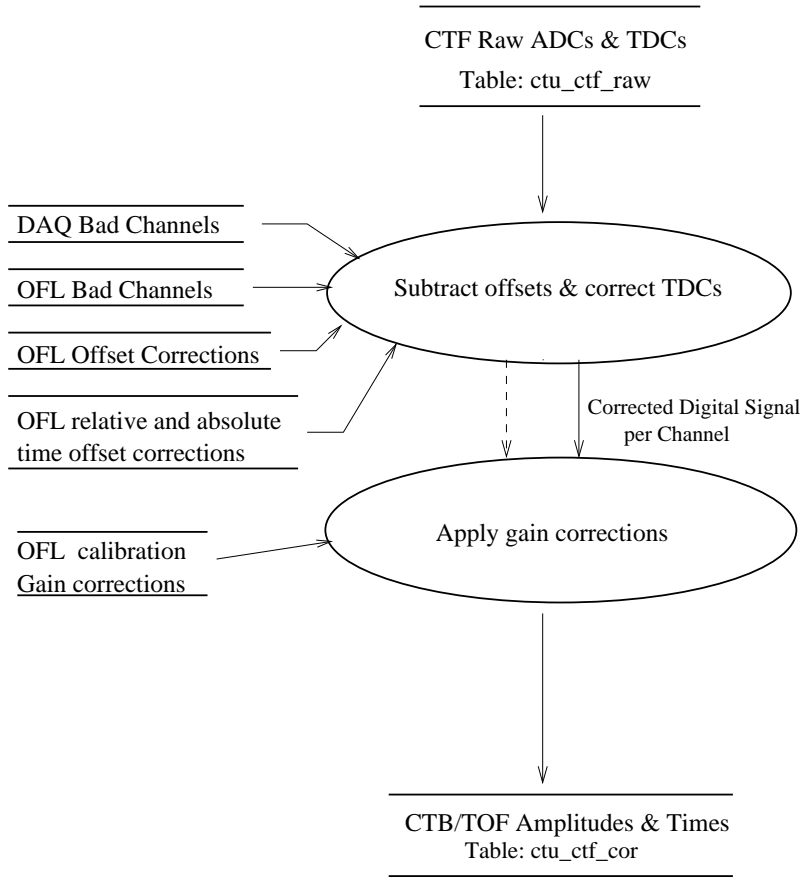 CTF Raw ADCs & TDCs
Table: ctu_ctf_raw
DAQ Bad Channels
OFL Bad Channels
Subtract offsets & correct TDCs
OFL Offset Corrections
OFL relative and absolute
time offset corrections
Corrected Digital Signal
per Channel
OFL calibration
Gain corrections
Apply gain corrections
CTB/TOF Amplitudes & Times
Table: ctu_ctf_cor